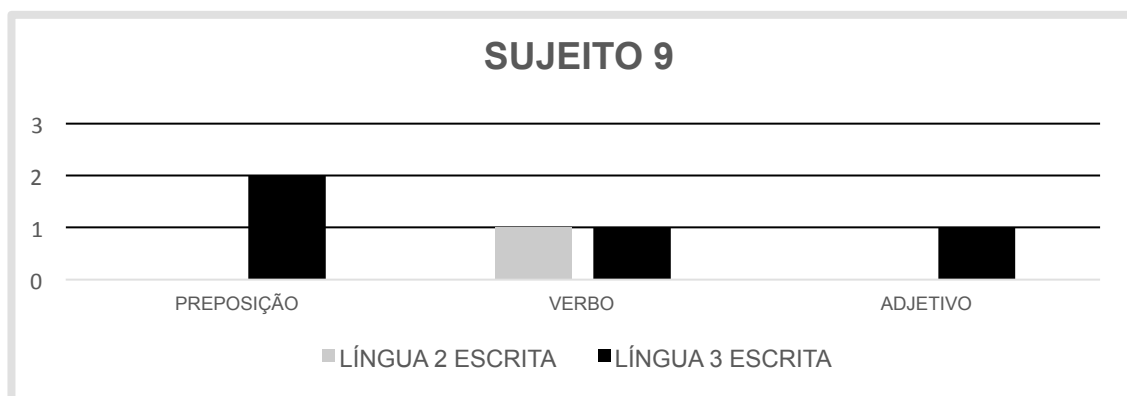 SUJEITO 9
3
2
1
0
PREPOSIÇÃO VERBO ADJETIVO
LÍNGUA 2 ESCRITA LÍNGUA 3 ESCRITA